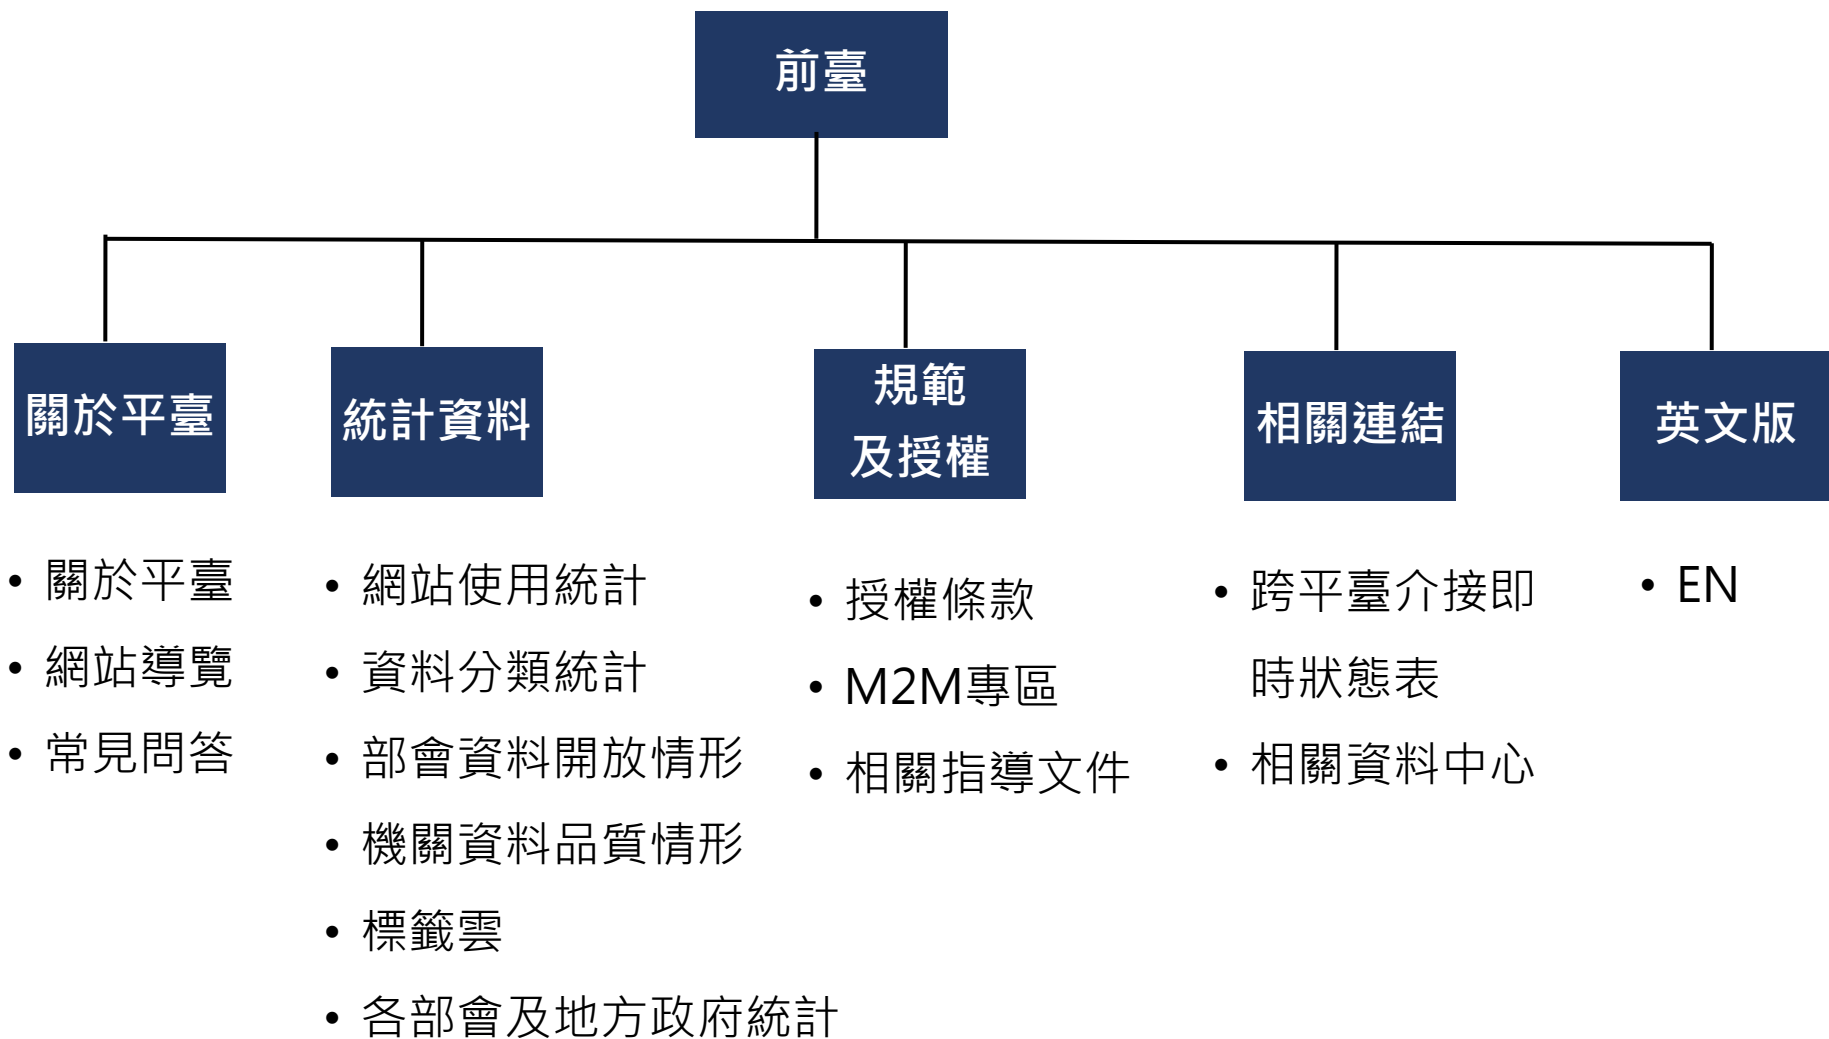 前臺
關於平臺
• 關於平臺
• 網站導覽
• 常見問答
統計資料
• 網站使用統計
• 資料分類統計
• 部會資料開放情形
• 機關資料品質情形
• 標籤雲
• 各部會及地方政府統計
規範
及授權
• 授權條款
• M2M專區
• 相關指導文件
相關連結
• 跨平臺介接即
時狀態表
• 相關資料中心
英文版
• EN